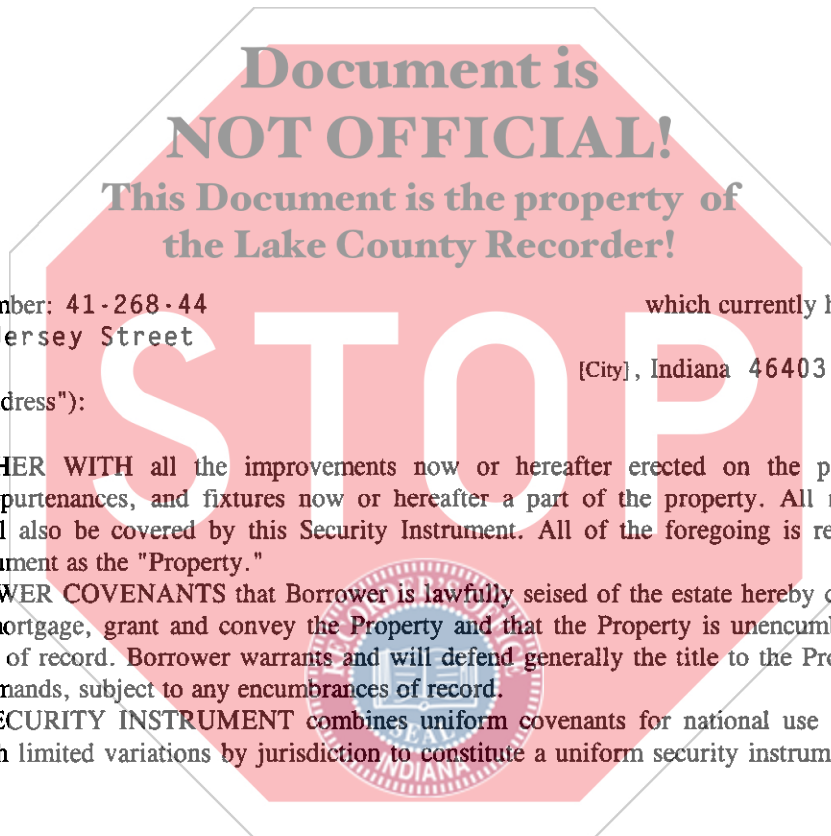 Document is
NOT OFFICIAL!
This Document is the property of
the Lake County Recorder!
mber: 41-268-44 which currently h
ersey Street
[City], Indiana 46403
dress"):
STOP
HER WITH all the improvements now or hereafter erected on the p
purtenances, and fixtures now or hereafter a part of the property. All r
l also be covered by this Security Instrument. All of the foregoing is re
ument as the "Property."
WER COVENANTS that Borrower is lawfully seised of the estate hereby c
nortgage, grant and convey the Property and that the Property is unencumb
of record. Borrower warrants and will defend generally the title to the Pro
mands, subject to any encumbrances of record.
ECURITY INSTRUMENT combines uniform covenants for national use
h limited variations by jurisdiction to constitute a uniform security instrum
RECORDER'S OFFICE
SEAL
INDIANA